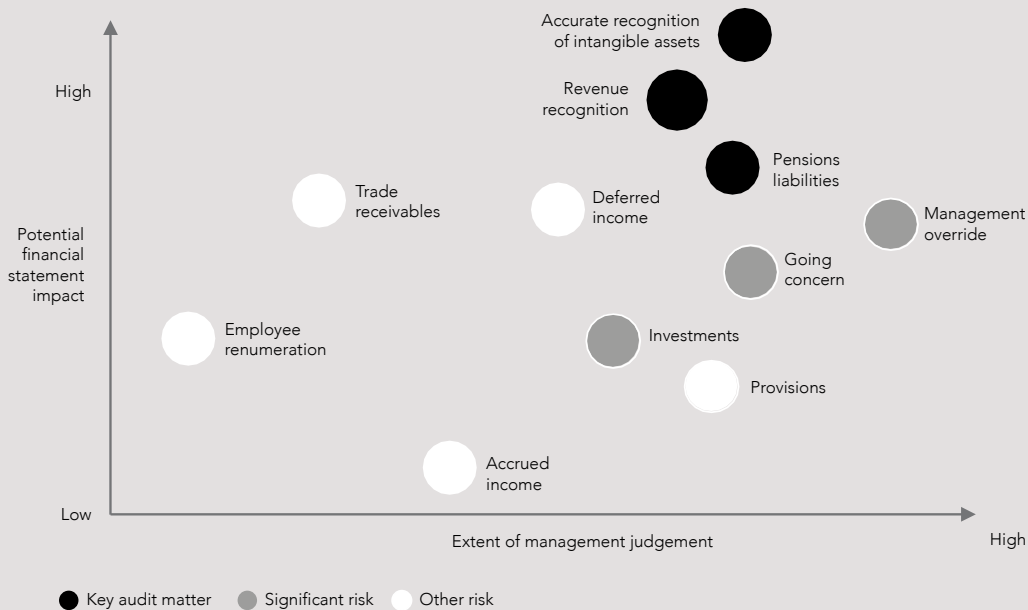 Accurate recognition
of intangible assets
High
Revenue
recognition
Pensions
liabilities
Trade
receivables
Deferred
income
Management
override
Potential
financial
statement
impact
Going
concern
Employee
renumeration
Investments
Provisions
Accrued
income
Low
Extent of management judgement
High
Key audit matter
Significant risk
Other risk